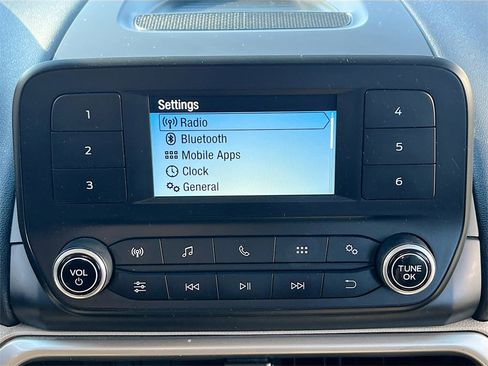 Settings
Radio
Bluetooth
Mobile Apps
Clock
General
1
2
3
4
5
6
VOL
TUNE
OK